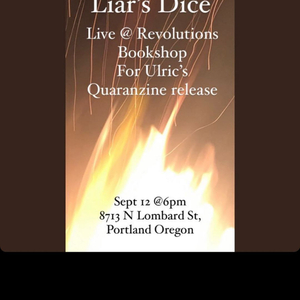 Liar's Dice
Live @ Revolutions
Bookshop
For Ulric's
Quaranzine release
Sept 12 @6pm
8713 N Lombard St,
Portland Oregon